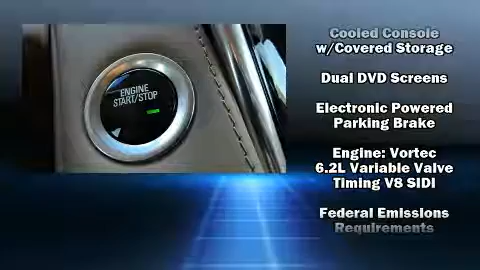 ENGINE
START/STOP
Cooled Console
w/Covered Storage
Dual DVD Screens
Electronic Powered
Parking Brake
Engine: Vortec
6.2L Variable Valve
Timing V8 SIDI
Federal Emissions
Requirements